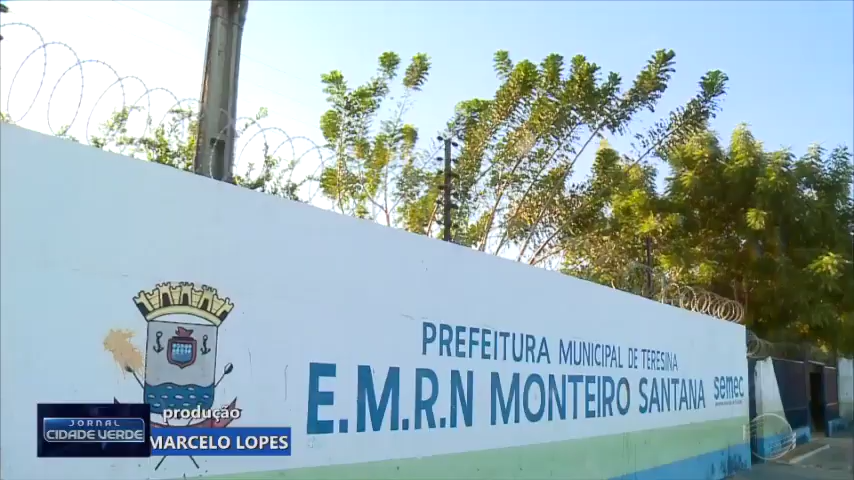 PREFEITURA MUNICIPAL DE TERESINA
E.M.R.N MONTEIRO SANTANA
semec
JORNAL
CIDADE VERDE
produção
MARCELO LOPES